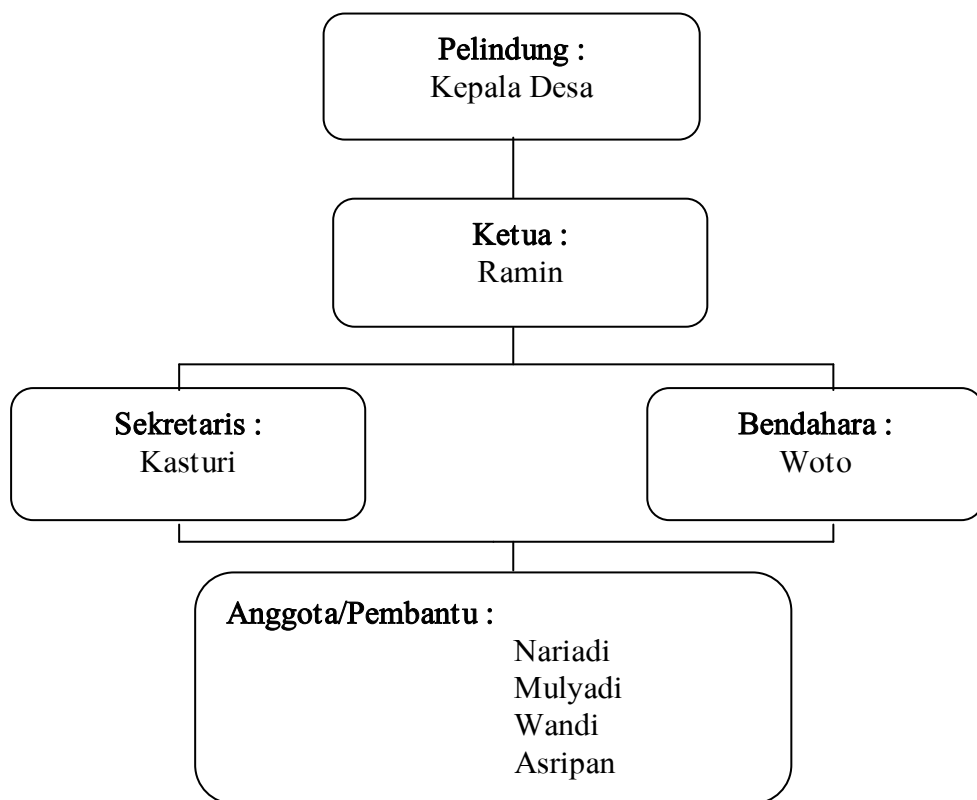 Pelindung :
Kepala Desa
Ketua :
Ramin
Sekretaris :
Kasturi
Bendahara :
Woto
Anggota/Pembantu :
Nariadi
Mulyadi
Wandi
Asripan